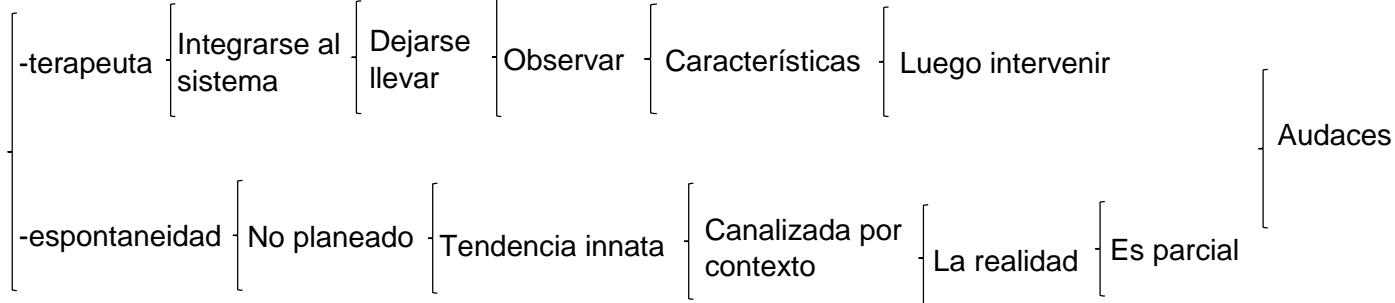 -terapeuta
Integrarse al
sistema
Dejarse
llevar
Observar
Características
Luego intervenir
Audaces
-espontaneidad
No planeado
Tendencia innata
Canalizada por
contexto
La realidad
Es parcial